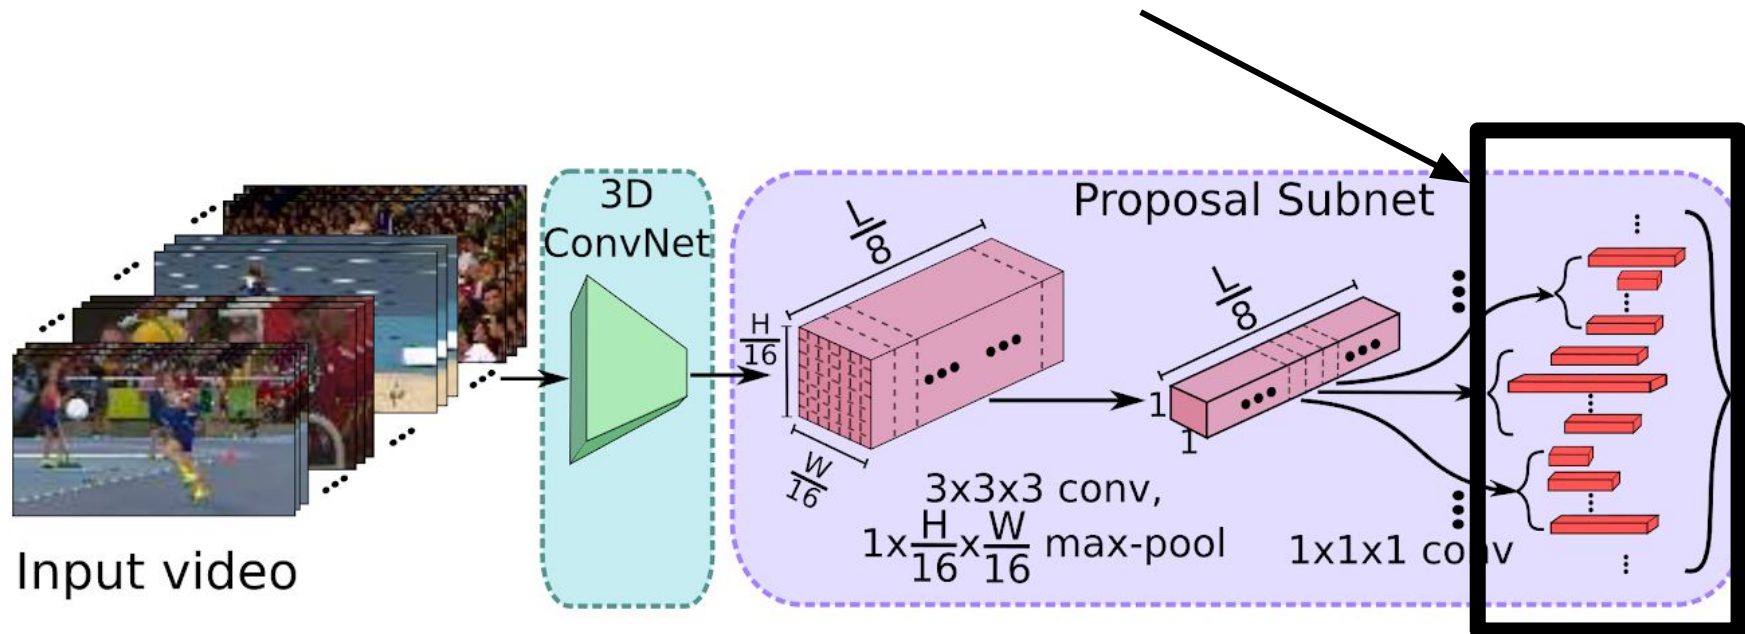 3D
ConvNet
Proposal Subnet
L/8
H/16
W/16
L/8
1
1
3x3x3 conv,
1xH/16xW/16 max-pool
1x1x1 conv
Input video